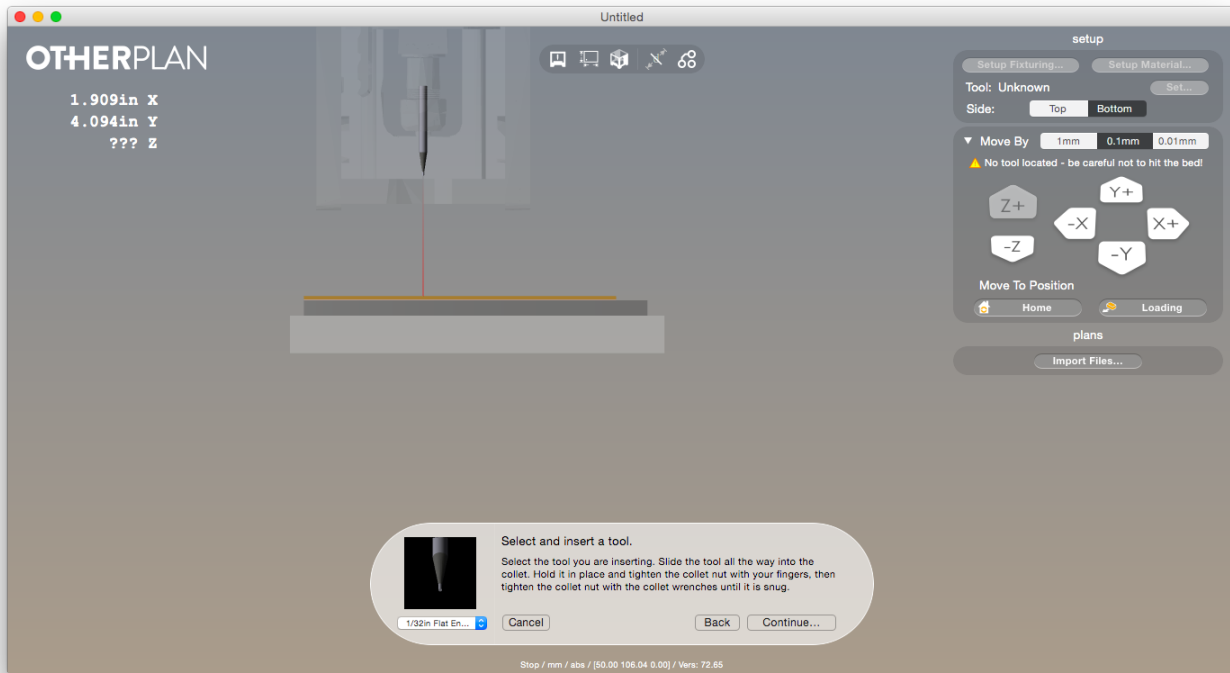 Untitled
OTHERPLAN
1.909in X
4.094in Y
??? Z
setup
Setup Fixturing...
Setup Material...
Tool: Unknown
Set...
Side:
Top
Bottom
Move By
1mm
0.1mm
0.01mm
No tool located - be careful not to hit the bed!
Z+
-Z
Y+
-X
X+
-Y
Move To Position
Home
Loading
plans
Import Files...
Select and insert a tool.
Select the tool you are inserting. Slide the tool all the way into the
collet. Hold it in place and tighten the collet nut with your fingers, then
tighten the collet nut with the collet wrenches until it is snug.
1/32in Flat En...
Cancel
Back
Continue...
Stop / mm / abs / [50.00 106.04 0.00] / Vers: 72.65